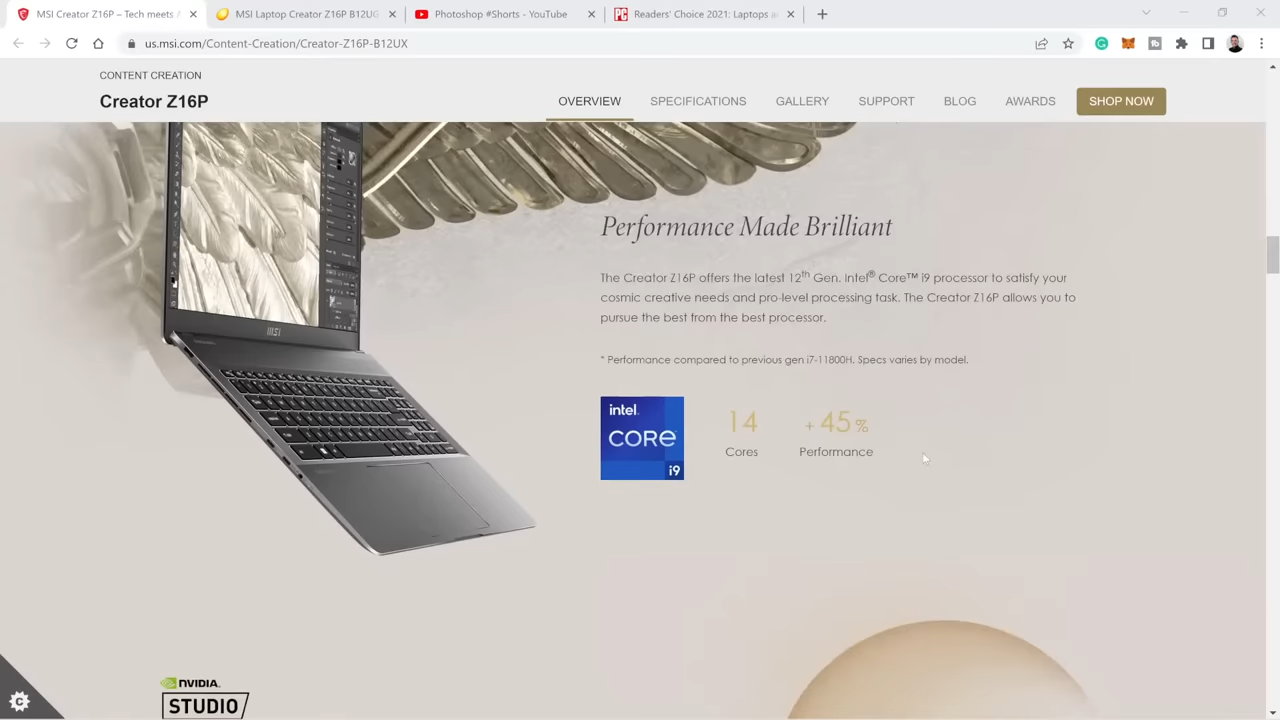 MSI Creator Z16P – Tech meets A
MSI Laptop Creator Z16P B12UG
Photoshop #Shorts - YouTube
Readers' Choice 2021: Laptops a
us.msi.com/Content-Creation/Creator-Z16P-B12UX
CONTENT CREATION
Creator Z16P
OVERVIEW
SPECIFICATIONS
GALLERY
SUPPORT
BLOG
AWARDS
SHOP NOW
Performance Made Brilliant
The Creator Z16P offers the latest 12th Gen. Intel® Core™ i9 processor to satisfy your
cosmic creative needs and pro-level processing task. The Creator Z16P allows you to
pursue the best from the best processor.
* Performance compared to previous gen i7-11800H. Specs varies by model.
intel.
CORE
i9
14
Cores
+ 45 %
Performance
msi
NVIDIA.
STUDIO